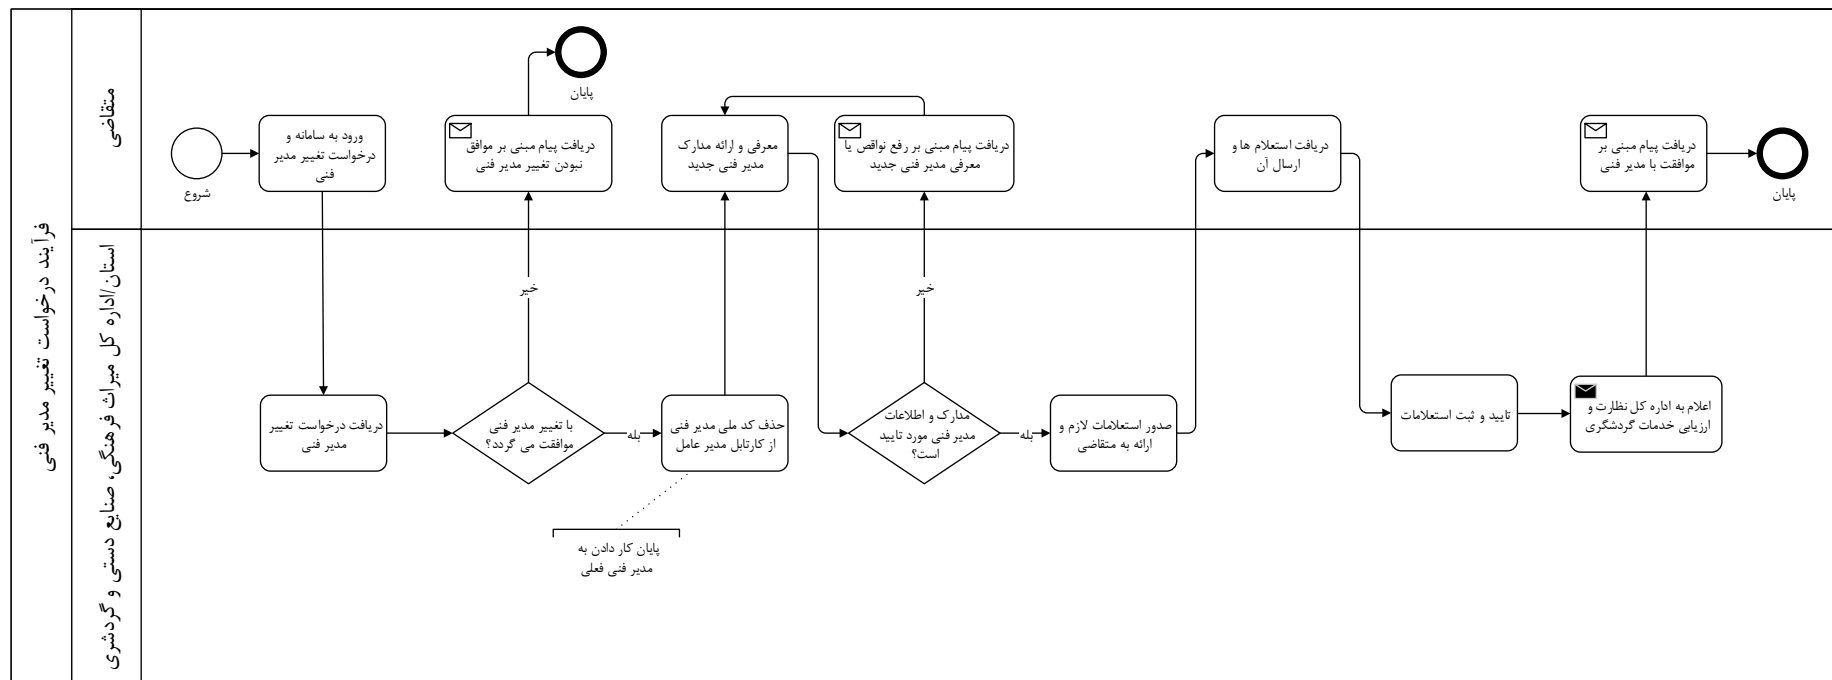 فرآیند درخواست تغییر مدیر فنی
متقاضی
شروع
ورود به سامانه و
درخواست تغییر مدیر
فنی
دریافت پیام مبنی بر موافق
نبودن تغییر مدیر فنی
پایان
معرفی و ارائه مدارک
مدیر فنی جدید
دریافت پیام مبنی بر رفع نواقص یا
معرفی مدیر فنی جدید
دریافت استعلام ها و
ارسال آن
دریافت پیام مبنی بر
موافقت با مدیر فنی
پایان
استان/اداره کل میراث فرهنگی، صنایع دستی و گردشری
دریافت درخواست تغییر
مدیر فنی
با تغییر مدیر فنی
موافقت می گردد؟
خیر
بله
حذف کد ملی مدیر فنی
از کارتابل مدیر عامل
پایان کار دادن به
مدیر فنی فعلی
مدارک و اطلاعات
مدیر فنی مورد تایید
است؟
خیر
بله
صدور استعلامات لازم و
ارائه به متقاضی
تایید و ثبت استعلامات
اعلام به اداره کل نظارت و
ارزیابی خدمات گردشگری